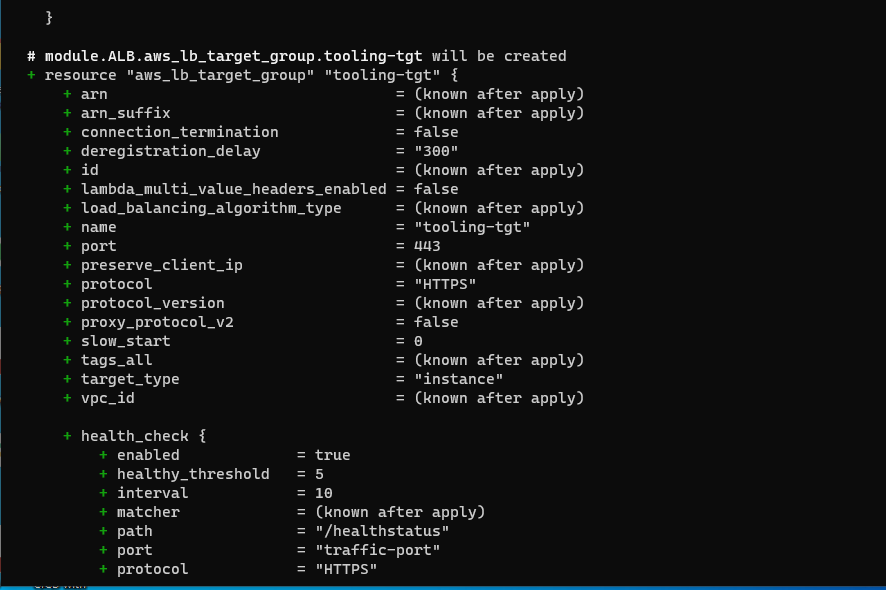 }
# module.ALB.aws_lb_target_group.tooling-tgt will be created
+ resource "aws_lb_target_group" "tooling-tgt" {
+ arn = (known after apply)
+ arn_suffix = (known after apply)
+ connection_termination = false
+ deregistration_delay = "300"
+ id = (known after apply)
+ lambda_multi_value_headers_enabled = false
+ load_balancing_algorithm_type = (known after apply)
+ name = "tooling-tgt"
+ port = 443
+ preserve_client_ip = (known after apply)
+ protocol = "HTTPS"
+ protocol_version = (known after apply)
+ proxy_protocol_v2 = false
+ slow_start = 0
+ tags_all = (known after apply)
+ target_type = "instance"
+ vpc_id = (known after apply)
+ health_check {
+ enabled = true
+ healthy_threshold = 5
+ interval = 10
+ matcher = (known after apply)
+ path = "/healthstatus"
+ port = "traffic-port"
+ protocol = "HTTPS"